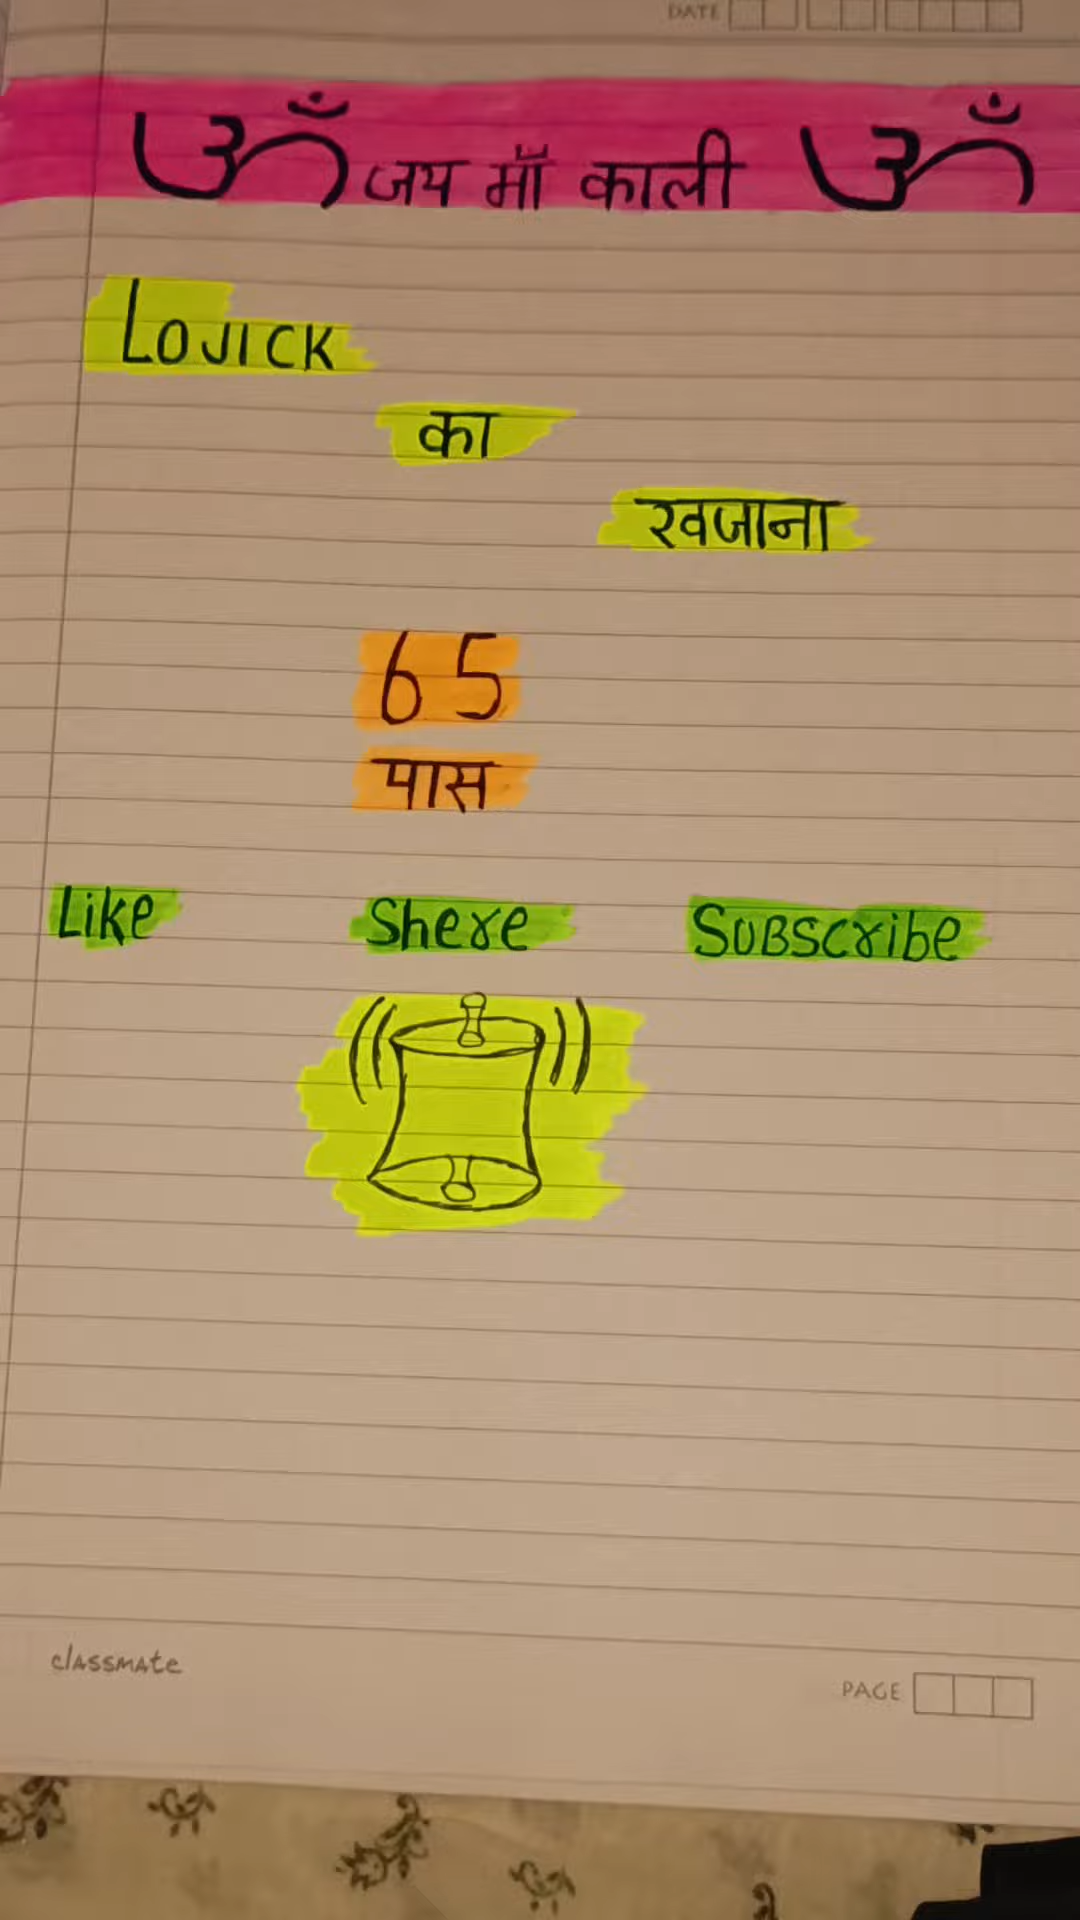 DATE
ॐ जय माँ काली ॐ
LOJICK
का
खजाना
65
पास
Like Shere SUBSCribe
classmate
PAGE